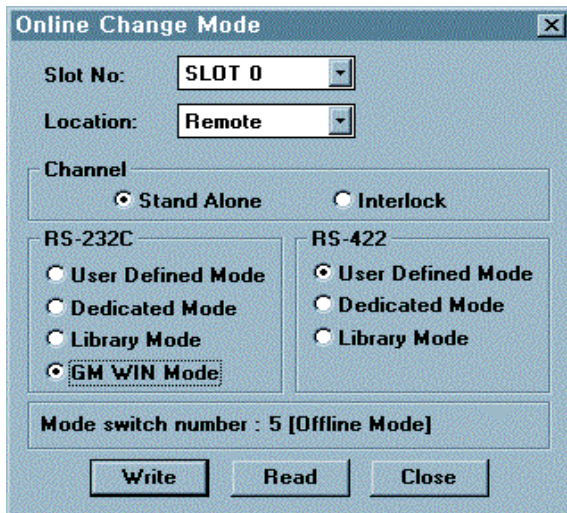 Online Change Mode
Slot No: SLOT 0
Location: Remote
Channel
Stand Alone Interlock
RS-232C
User Defined Mode
Dedicated Mode
Library Mode
GM WIN Mode
RS-422
User Defined Mode
Dedicated Mode
Library Mode
Mode switch number : 5 [Offline Mode]
Write Read Close